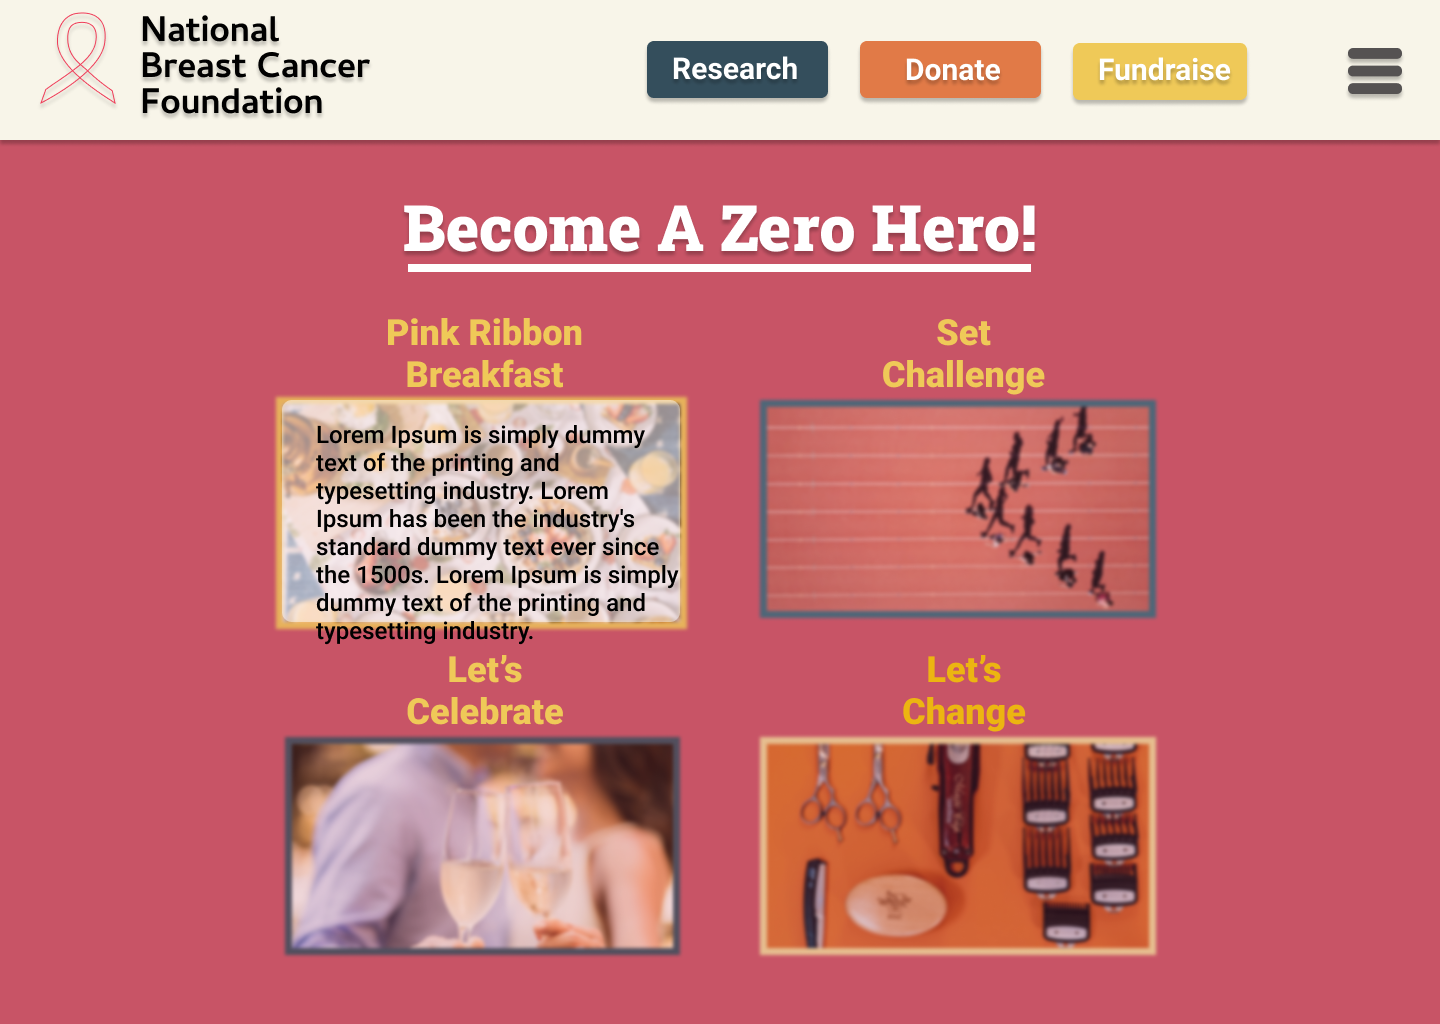 National
Breast Cancer
Foundation
Research
Donate
Fundraise
Become A Zero Hero!
Pink Ribbon
Breakfast
Set
Challenge
Lorem Ipsum is simply dummy
text of the printing and
typesetting industry. Lorem
Ipsum has been the industry's
standard dummy text ever since
the 1500s. Lorem Ipsum is simply
dummy text of the printing and
typesetting industry.
Let’s
Celebrate
Let’s
Change